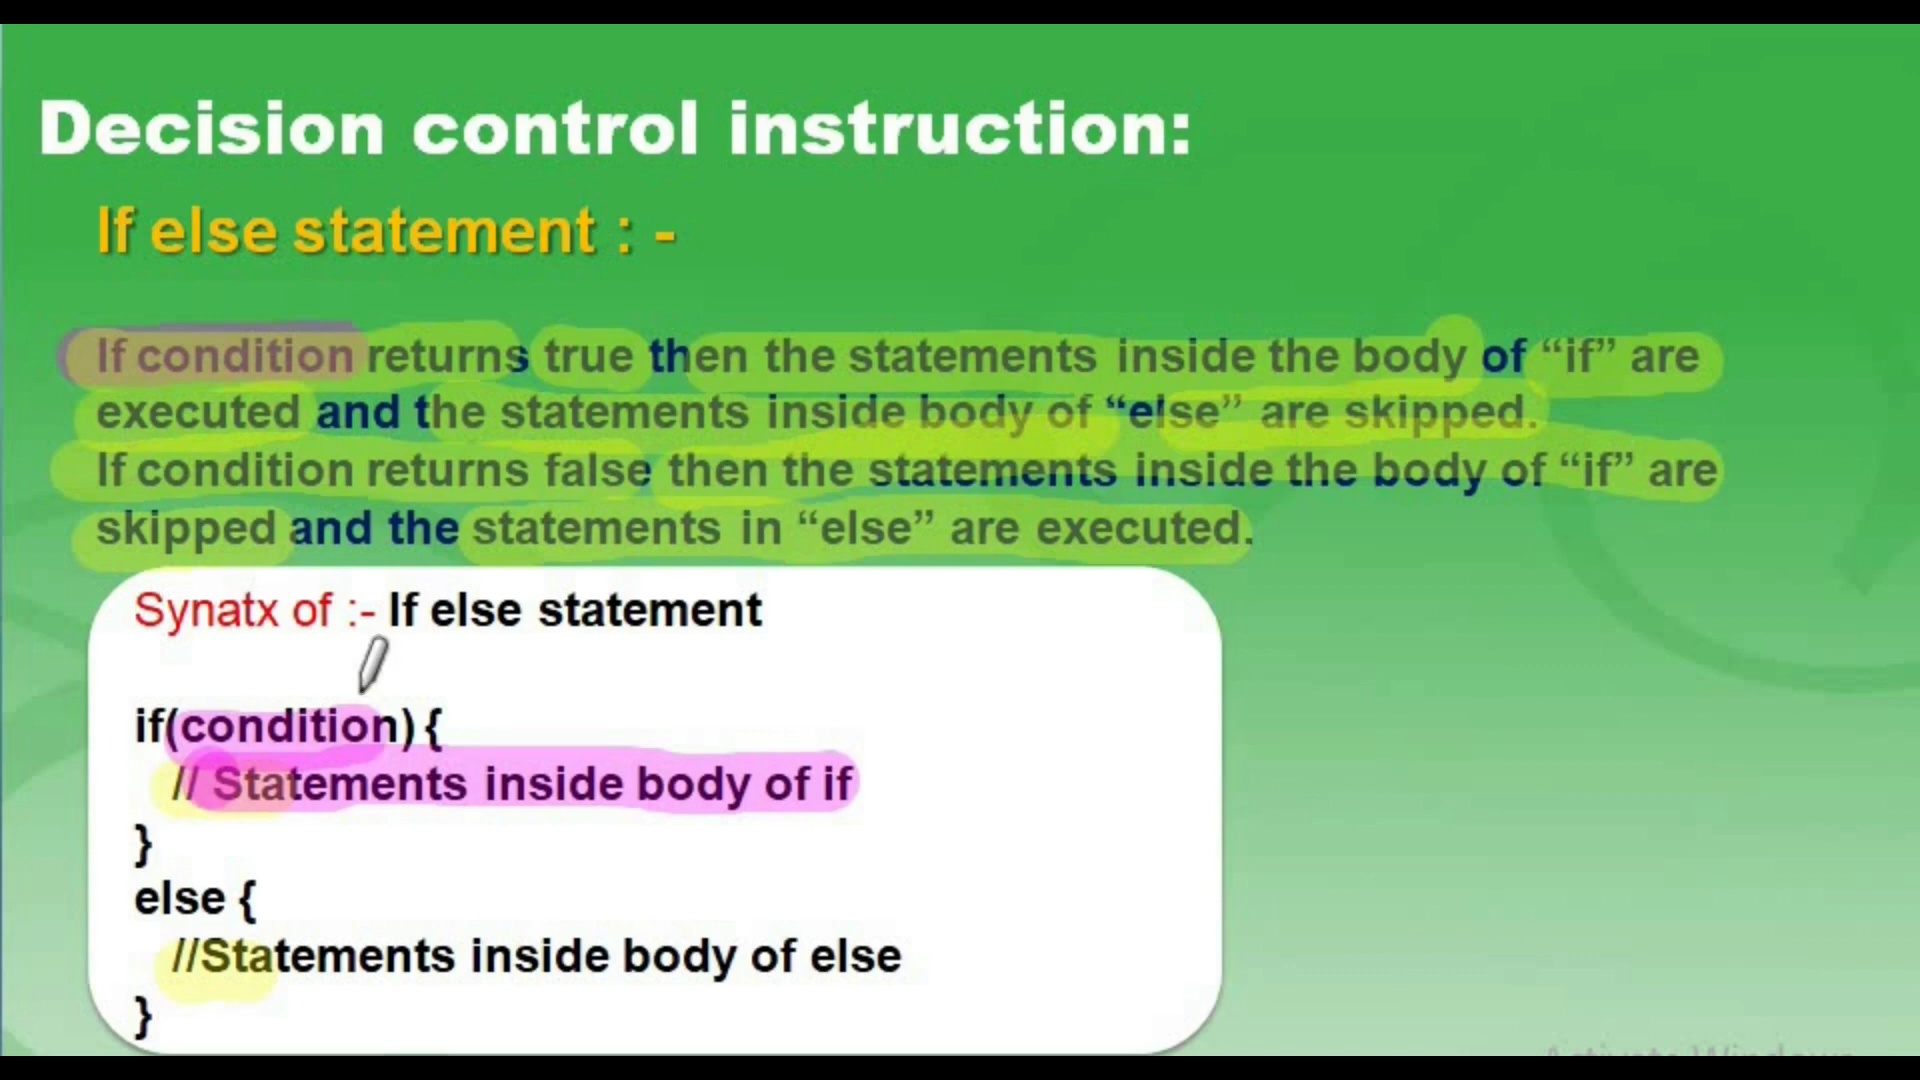 Decision control instruction:
If else statement : -
If condition returns true then the statements inside the body of “if” are
executed and the statements inside body of “else” are skipped.
If condition returns false then the statements inside the body of “if” are
skipped and the statements in “else” are executed.
Synatx of :- If else statement
if(condition) {
// Statements inside body of if
}
else {
//Statements inside body of else
}